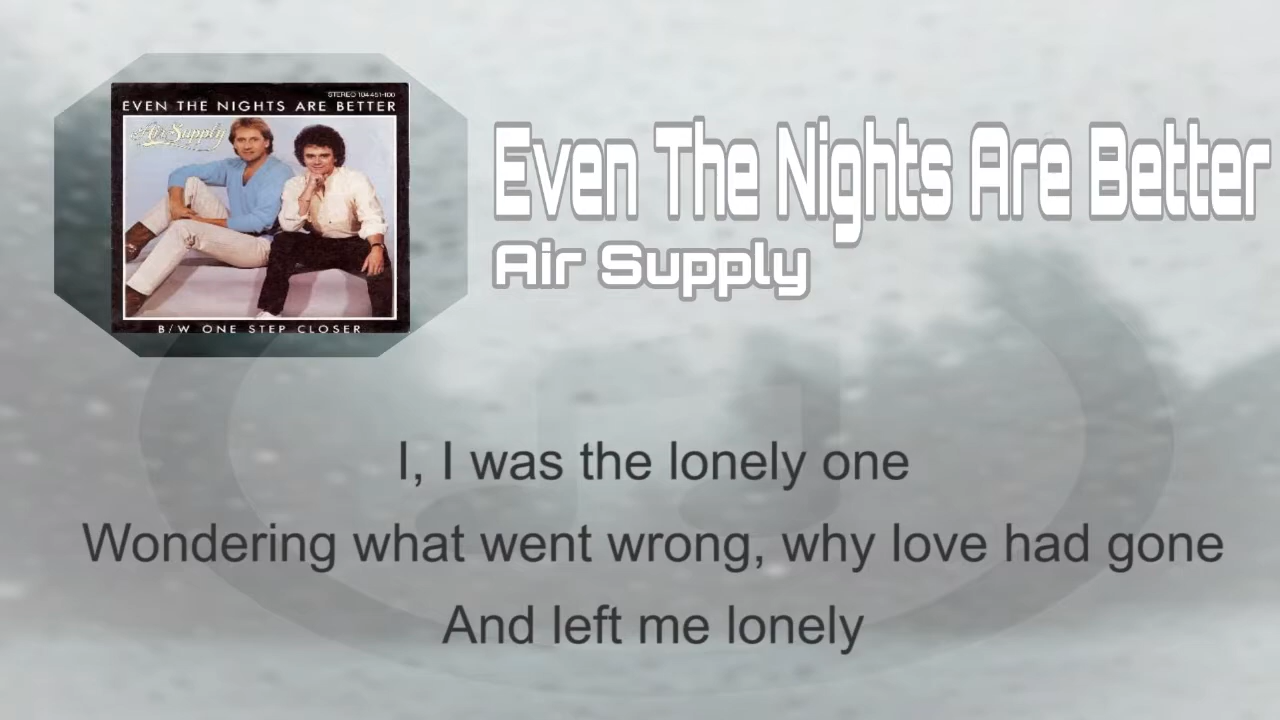 STEREO 104 451-100
EVEN THE NIGHTS ARE BETTER
Air Supply
B/W ONE STEP CLOSER
Even The Nights Are Better
Air Supply
I, I was the lonely one
Wondering what went wrong, why love had gone
And left me lonely